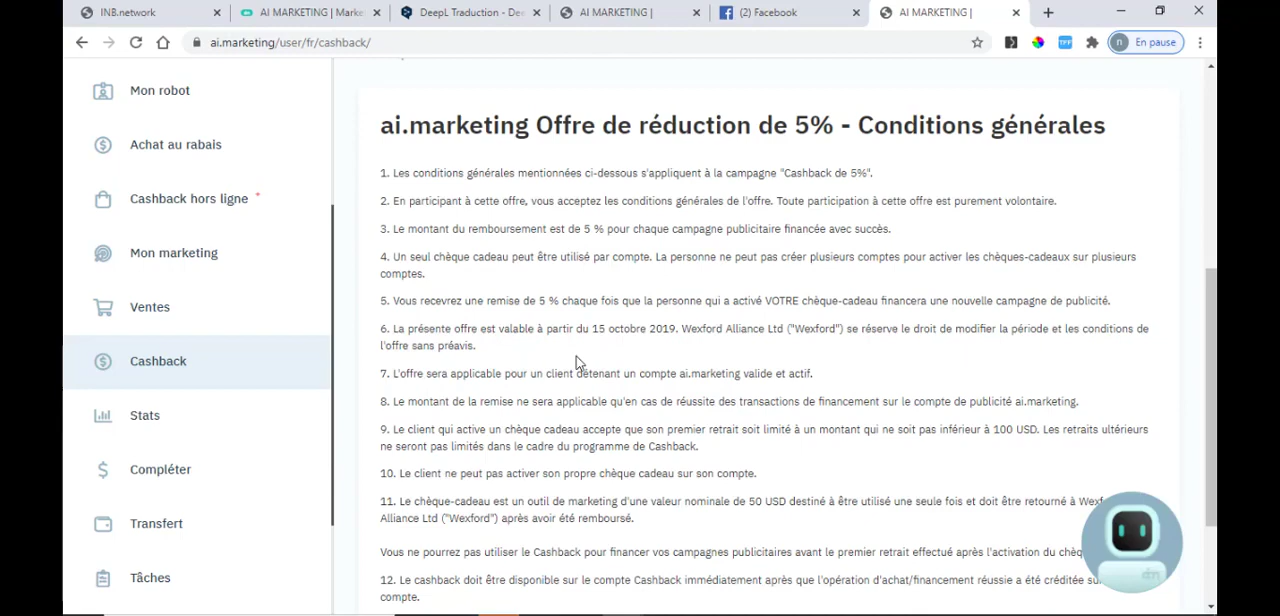 INB.network
AI MARKETING | Marke
DeepL Traduction - Dee
AI MARKETING |
(2) Facebook
AI MARKETING |
ai.marketing/user/fr/cashback/
TFF
n
En pause
Mon robot
Achat au rabais
Cashback hors ligne *
Mon marketing
Ventes
Cashback
Stats
Compléter
Transfert
Tâches
ai.marketing Offre de réduction de 5% - Conditions générales
1. Les conditions générales mentionnées ci-dessous s'appliquent à la campagne "Cashback de 5%".
2. En participant à cette offre, vous acceptez les conditions générales de l'offre. Toute participation à cette offre est purement volontaire.
3. Le montant du remboursement est de 5 % pour chaque campagne publicitaire financée avec succès.
4. Un seul chèque cadeau peut être utilisé par compte. La personne ne peut pas créer plusieurs comptes pour activer les chèques-cadeaux sur plusieurs
comptes.
5. Vous recevrez une remise de 5 % chaque fois que la personne qui a activé VOTRE chèque-cadeau financera une nouvelle campagne de publicité.
6. La présente offre est valable à partir du 15 octobre 2019. Wexford Alliance Ltd ("Wexford") se réserve le droit de modifier la période et les conditions de
l'offre sans préavis.
7. L'offre sera applicable pour un client détenant un compte ai.marketing valide et actif.
8. Le montant de la remise ne sera applicable qu'en cas de réussite des transactions de financement sur le compte de publicité ai.marketing.
9. Le client qui active un chèque cadeau accepte que son premier retrait soit limité à un montant qui ne soit pas inférieur à 100 USD. Les retraits ultérieurs
ne seront pas limités dans le cadre du programme de Cashback.
10. Le client ne peut pas activer son propre chèque cadeau sur son compte.
11. Le chèque-cadeau est un outil de marketing d'une valeur nominale de 50 USD destiné à être utilisé une seule fois et doit être retourné à Wexf
Alliance Ltd ("Wexford") après avoir été remboursé.
Vous ne pourrez pas utiliser le Cashback pour financer vos campagnes publicitaires avant le premier retrait effectué après l'activation du chèq
12. Le cashback doit être disponible sur le compte Cashback immédiatement après que l'opération d'achat/financement réussie a été créditée su
compte.